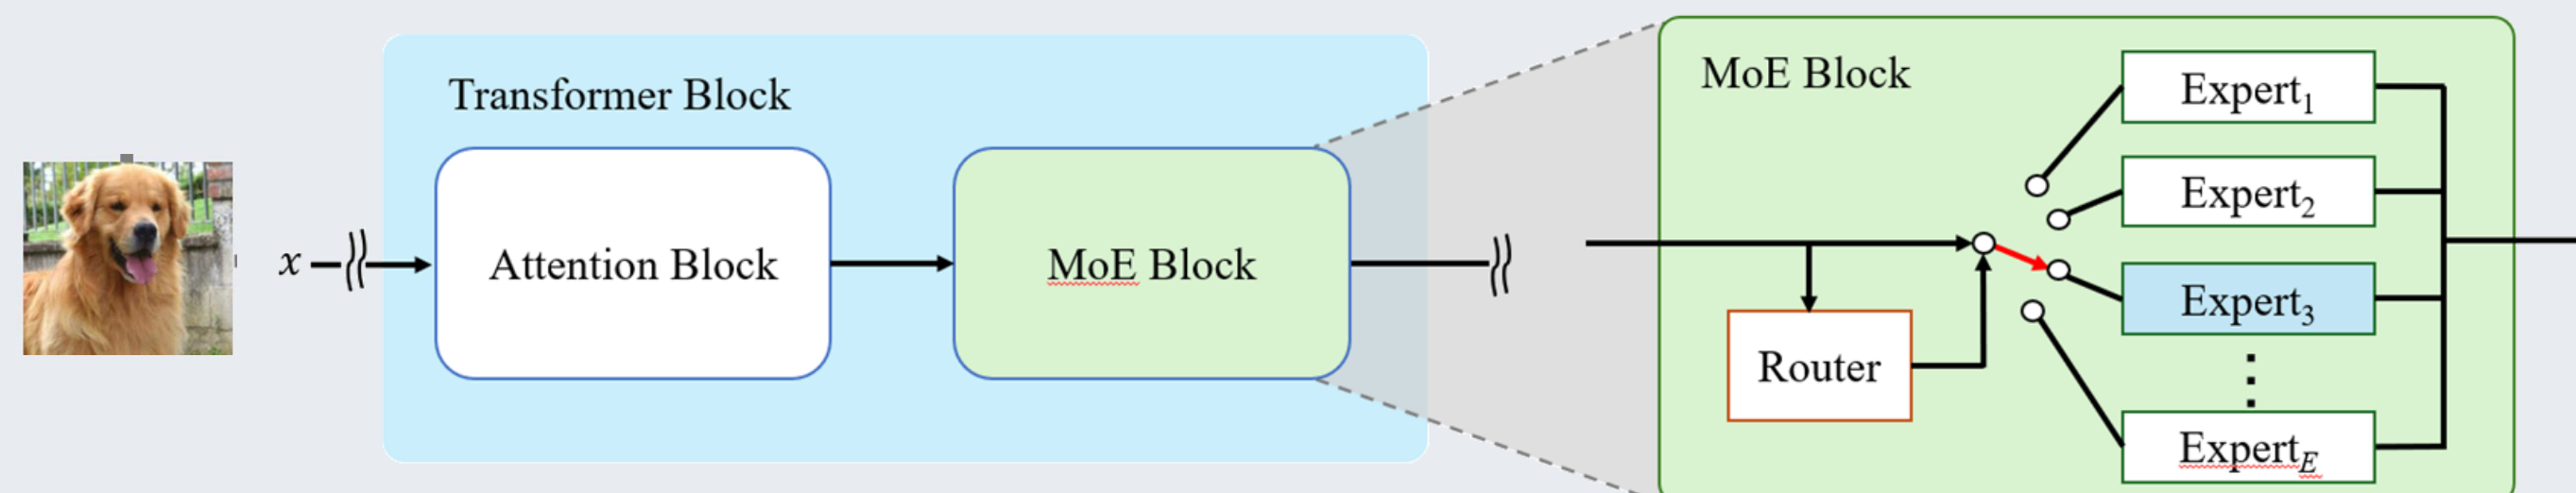 Transformer Block
x
Attention Block
MoE Block
MoE Block
Router
Expert1
Expert2
Expert3
ExpertE